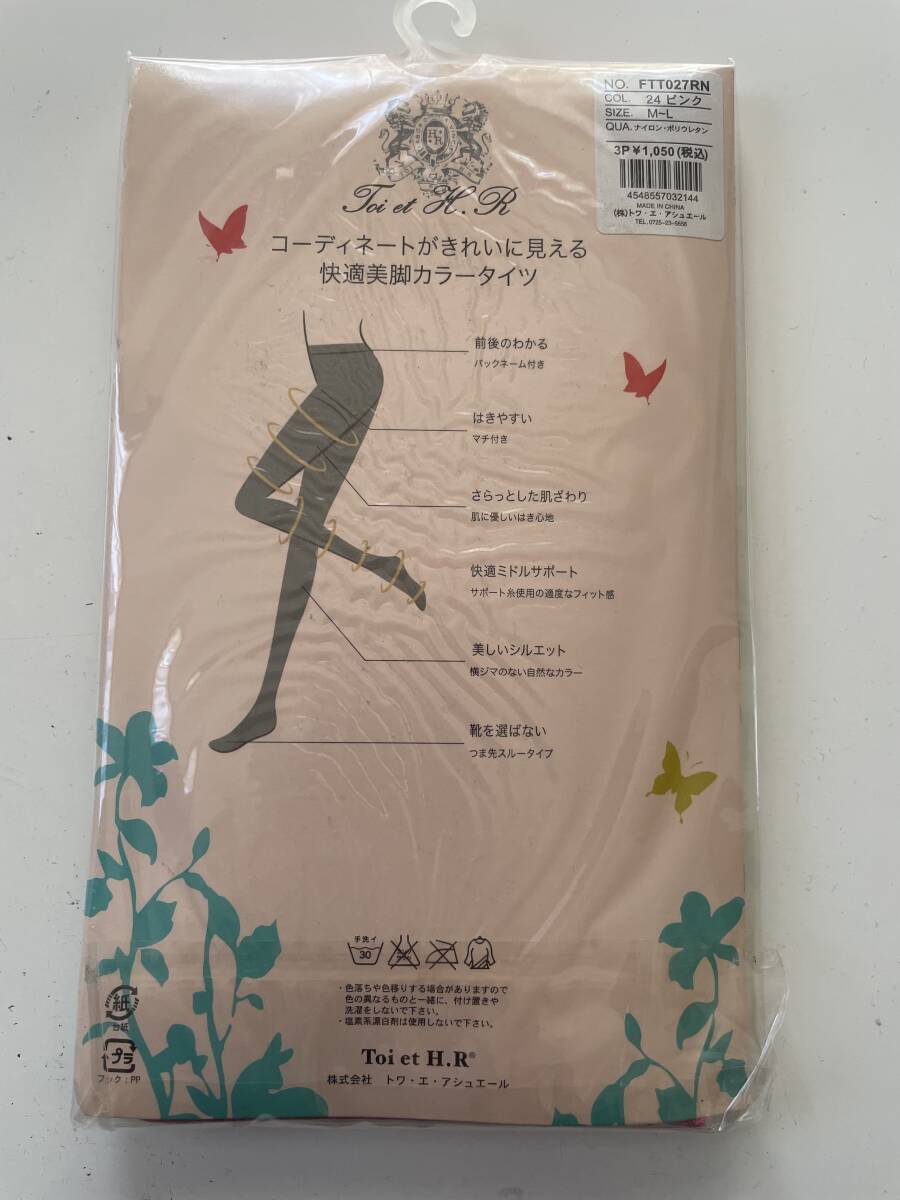 NO. FTT027RN
COL. 24 ピンク
SIZE. M~L
QUA. ナイロン・ポリウレタン
3P¥1,050(税込)
4548557032144
MADE IN CHINA
(株)トワ・エ・アシュエール
TEL.0725-23-5656
H.R
Toi et H.R
コーディネートがきれいに見える
快適美脚カラータイツ
前後のわかる
バックネーム付き
はきやすい
マチ付き
さらっとした肌ざわり
肌に優しいはき心地
快適ミドルサポート
サポート糸使用の適度なフィット感
美しいシルエット
横ジマのない自然なカラー
靴を選ばない
つま先スルータイプ
手洗イ
30
・色落ちや色移りする場合がありますので
色の異なるものと一緒に、付け置きや
洗濯をしないで下さい。
・塩素系漂白剤は使用しないで下さい。
紙
台紙
プラ
フック:PP
Toi et H.R®
株式会社 トワ・エ・アシュエール